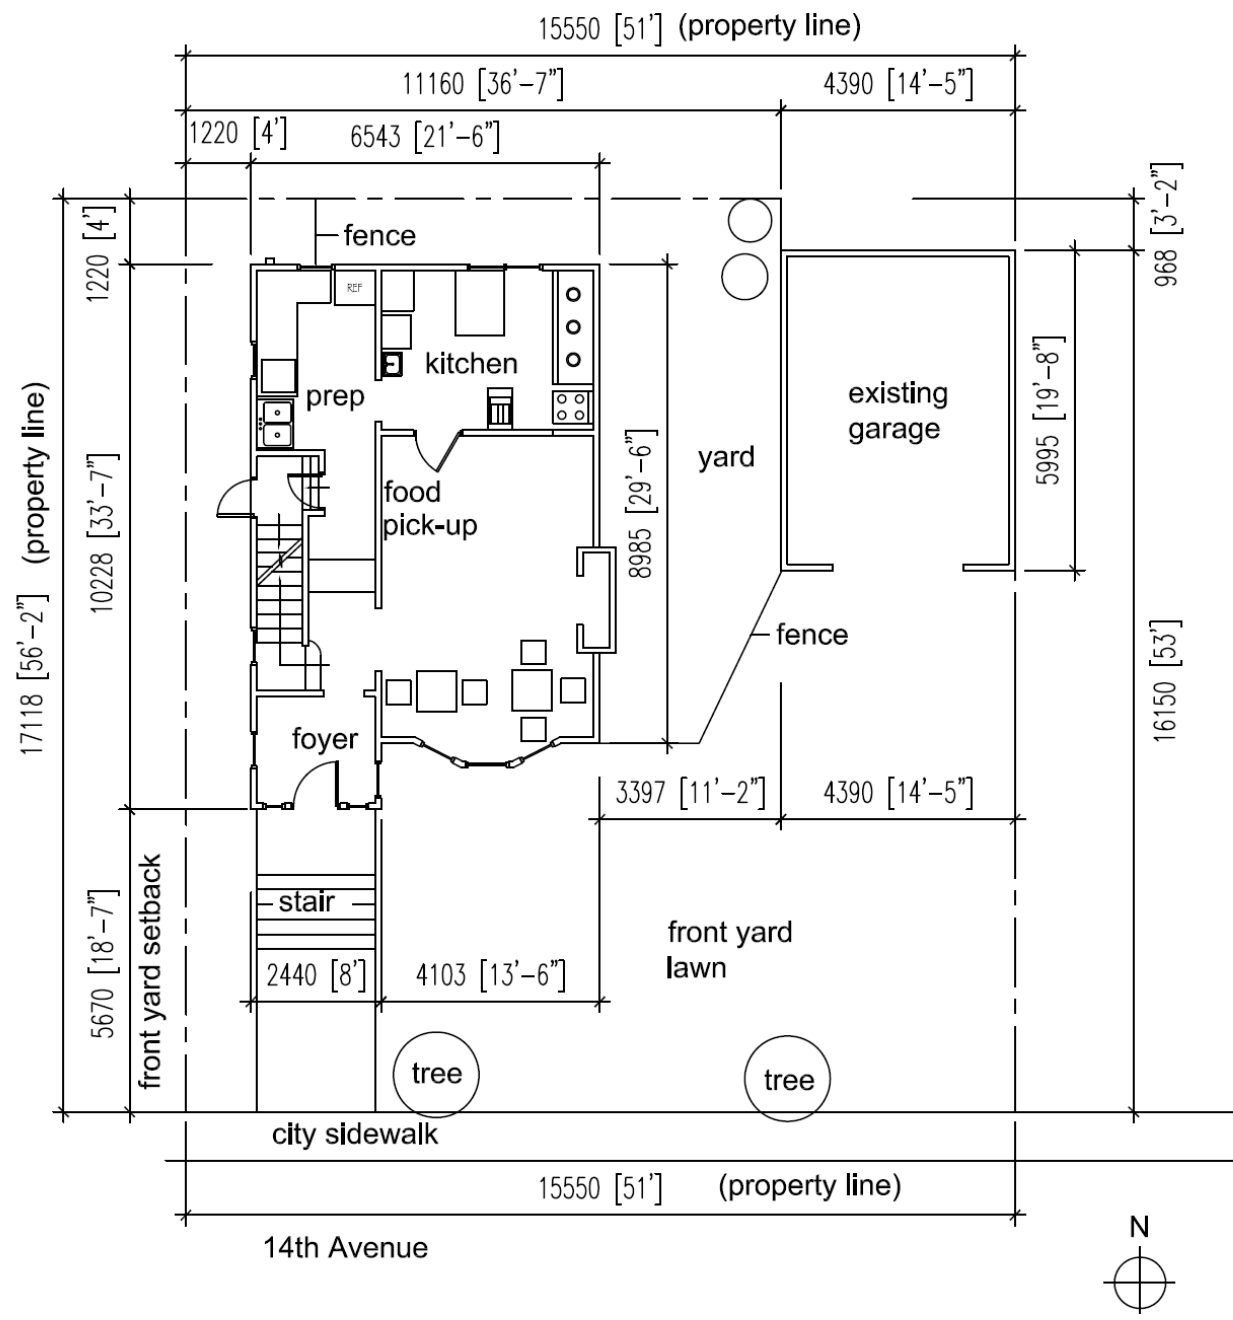 15550 [51'] (property line)
11160 [36'-7"]
4390 [14'-5"]
1220 [4']
6543 [21'-6"]
968 [3'-2"]
1220 [4']
fence
REF
kitchen
prep
existing
garage
5995 [19'-8"]
17118 [56'-2"] (property line)
10228 [33'-7"]
8985 [29'-6"]
yard
food
pick-up
fence
16150 [53']
foyer
3397 [11'-2"]
4390 [14'-5"]
5670 [18'-7"]
front yard setback
stair
front yard
lawn
2440 [8']
4103 [13'-6"]
tree
tree
city sidewalk
15550 [51'] (property line)
14th Avenue
N